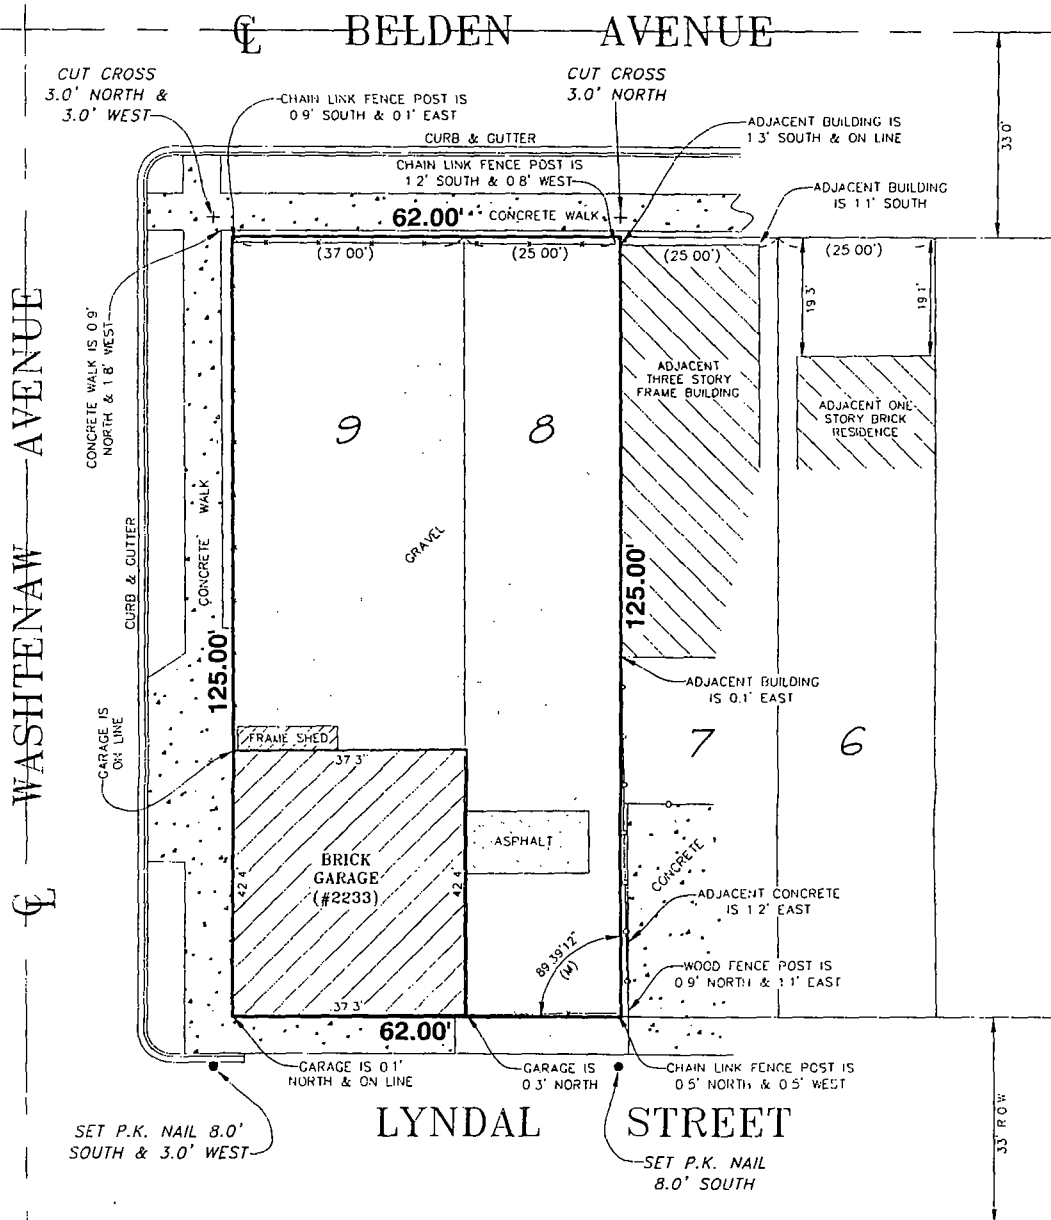 ℄ BELDEN AVENUE
CUT CROSS
3.0' NORTH &
3.0' WEST
CHAIN LINK FENCE POST IS
0 9' SOUTH & 0 1' EAST
CUT CROSS
3.0' NORTH
ADJACENT BUILDING IS
1 3' SOUTH & ON LINE
33 0'
CURB & GUTTER
CHAIN LINK FENCE POST IS
1 2' SOUTH & 0 8' WEST
ADJACENT BUILDING
IS 1 1' SOUTH
62.00'
CONCRETE WALK
(37 00')
(25 00')
(25 00')
(25 00')
19 3'
19 1'
CONCRETE WALK IS 0 9'
NORTH & 1 8' WEST
℄ WASHTENAW AVENUE
ADJACENT
THREE STORY
FRAME BUILDING
ADJACENT ONE-
STORY BRICK
RESIDENCE
9
8
GRAVEL
CONCRETE WALK
CURB & GUTTER
125.00'
125.00'
ADJACENT BUILDING
IS 0.1' EAST
7
6
GARAGE IS
ON LINE
FRAME SHED
37 3'
ASPHALT
BRICK
GARAGE
(#2233)
42 4'
42 4'
CONCRETE
ADJACENT CONCRETE
IS 1 2' EAST
89 39'12"
(M)
WOOD FENCE POST IS
0 9' NORTH & 1 1' EAST
37 3'
62.00'
GARAGE IS 0 1'
NORTH & ON LINE
GARAGE IS
0 3' NORTH
CHAIN LINK FENCE POST IS
0 5' NORTH & 0 5' WEST
LYNDAL STREET
33' ROW
SET P.K. NAIL 8.0'
SOUTH & 3.0' WEST
SET P.K. NAIL
8.0' SOUTH